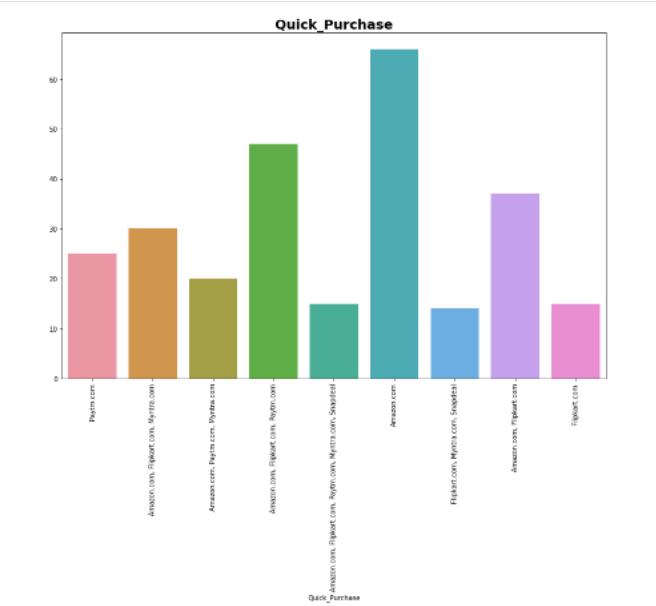 Quick_Purchase
60
50
40
30
20
10
0
Paytm.com
Amazon.com, Flipkart.com, Myntra.com
Amazon.com, Paytm.com, Myntra.com
Amazon.com, Flipkart.com, Paytm.com
Amazon.com, Flipkart.com, Paytm.com, Myntra.com, Snapdeal
Amazon.com
Flipkart.com, Myntra.com, Snapdeal
Amazon.com, Flipkart.com
Flipkart.com
Quick_Purchase